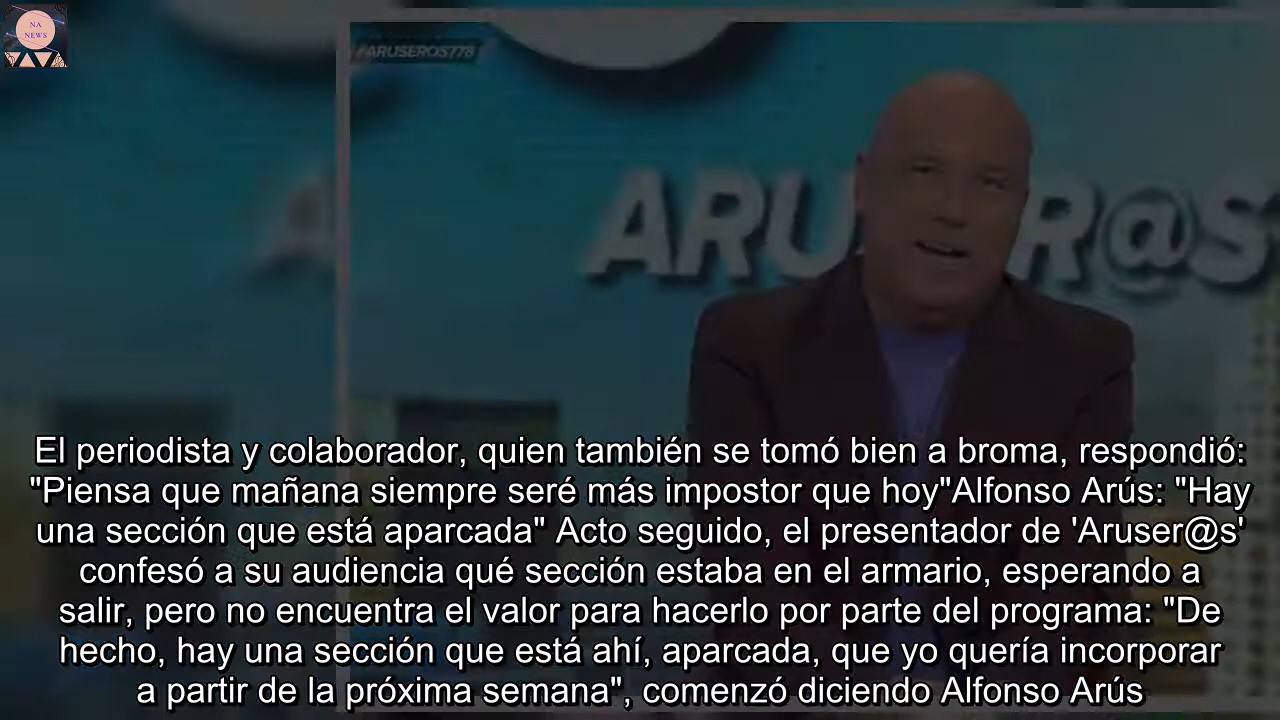 NA
NEWS
#ARUSEROS778
ARUSER@S
El periodista y colaborador, quien también se tomó bien a broma, respondió:
"Piensa que mañana siempre seré más impostor que hoy"Alfonso Arús: "Hay
una sección que está aparcada" Acto seguido, el presentador de 'Aruser@s'
confesó a su audiencia qué sección estaba en el armario, esperando a
salir, pero no encuentra el valor para hacerlo por parte del programa: "De
hecho, hay una sección que está ahí, aparcada, que yo quería incorporar
a partir de la próxima semana", comenzó diciendo Alfonso Arús